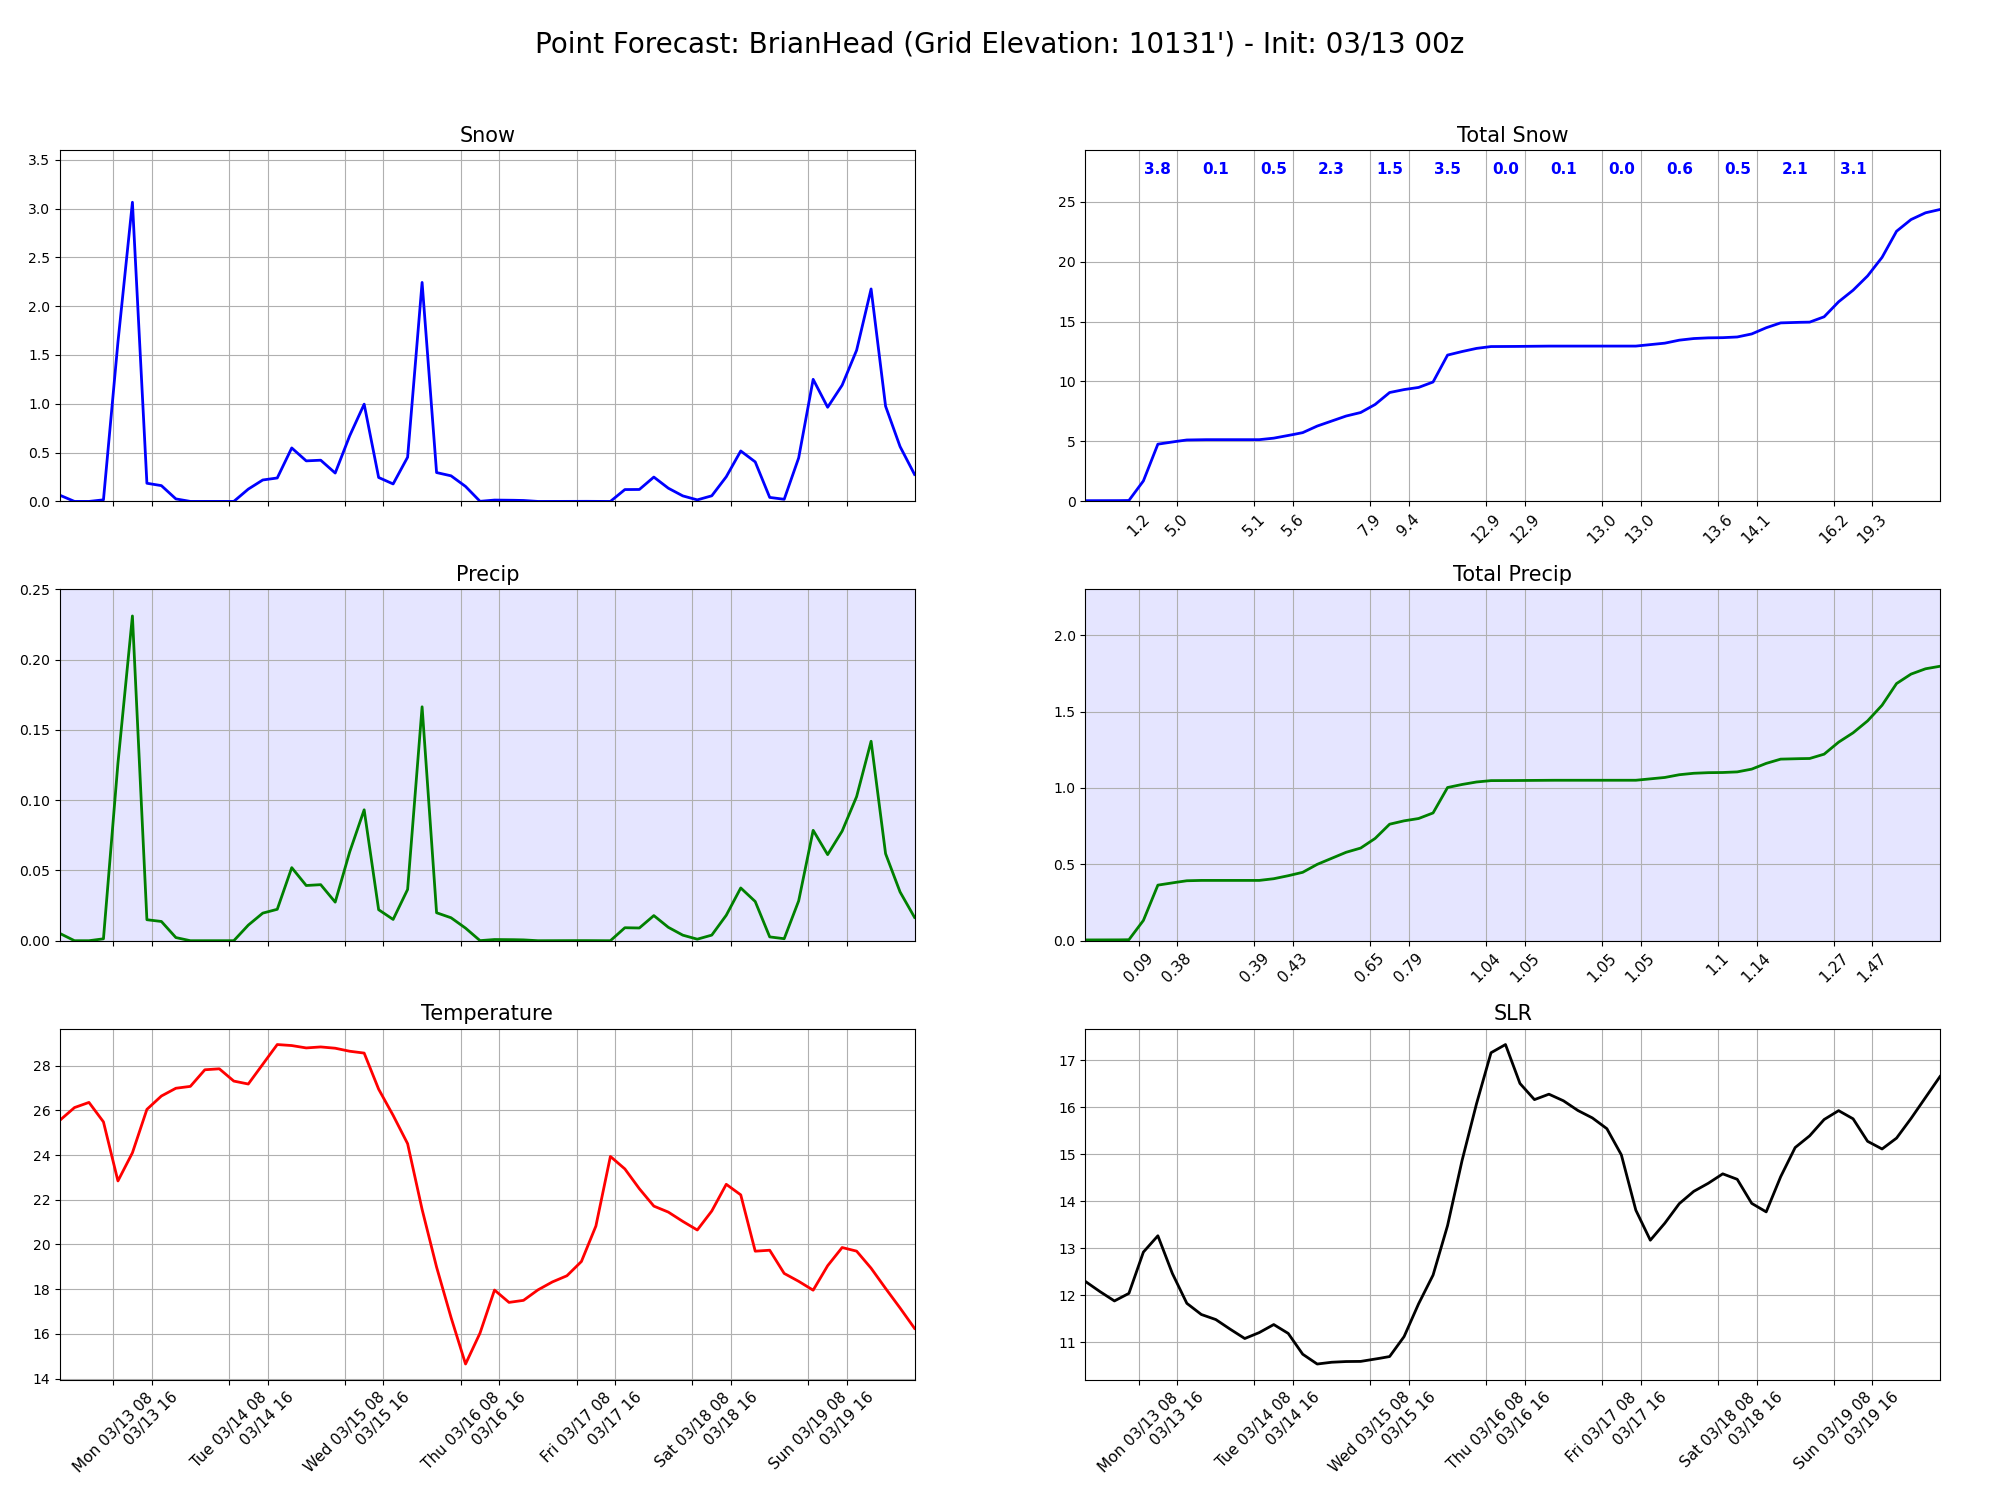 Point Forecast: BrianHead (Grid Elevation: 10131') - Init: 03/13 00z
Snow
3.5
3.0
2.5
2.0
1.5
1.0
0.5
0.0
Total Snow
3.8 0.1 0.5 2.3 1.5 3.5 0.0 0.1 0.0 0.6 0.5 2.1 3.1
25
20
15
10
5
0
1.2 5.0 5.1 5.6 7.9 9.4 12.9 12.9 13.0 13.0 13.6 14.1 16.2 19.3
Precip
0.25
0.20
0.15
0.10
0.05
0.00
Total Precip
2.0
1.5
1.0
0.5
0.0
0.09 0.38 0.39 0.43 0.65 0.79 1.04 1.05 1.05 1.05 1.1 1.14 1.27 1.47
Temperature
28
26
24
22
20
18
16
14
Mon 03/13 08
03/13 16
Tue 03/14 08
03/14 16
Wed 03/15 08
03/15 16
Thu 03/16 08
03/16 16
Fri 03/17 08
03/17 16
Sat 03/18 08
03/18 16
Sun 03/19 08
03/19 16
SLR
17
16
15
14
13
12
11
Mon 03/13 08
03/13 16
Tue 03/14 08
03/14 16
Wed 03/15 08
03/15 16
Thu 03/16 08
03/16 16
Fri 03/17 08
03/17 16
Sat 03/18 08
03/18 16
Sun 03/19 08
03/19 16